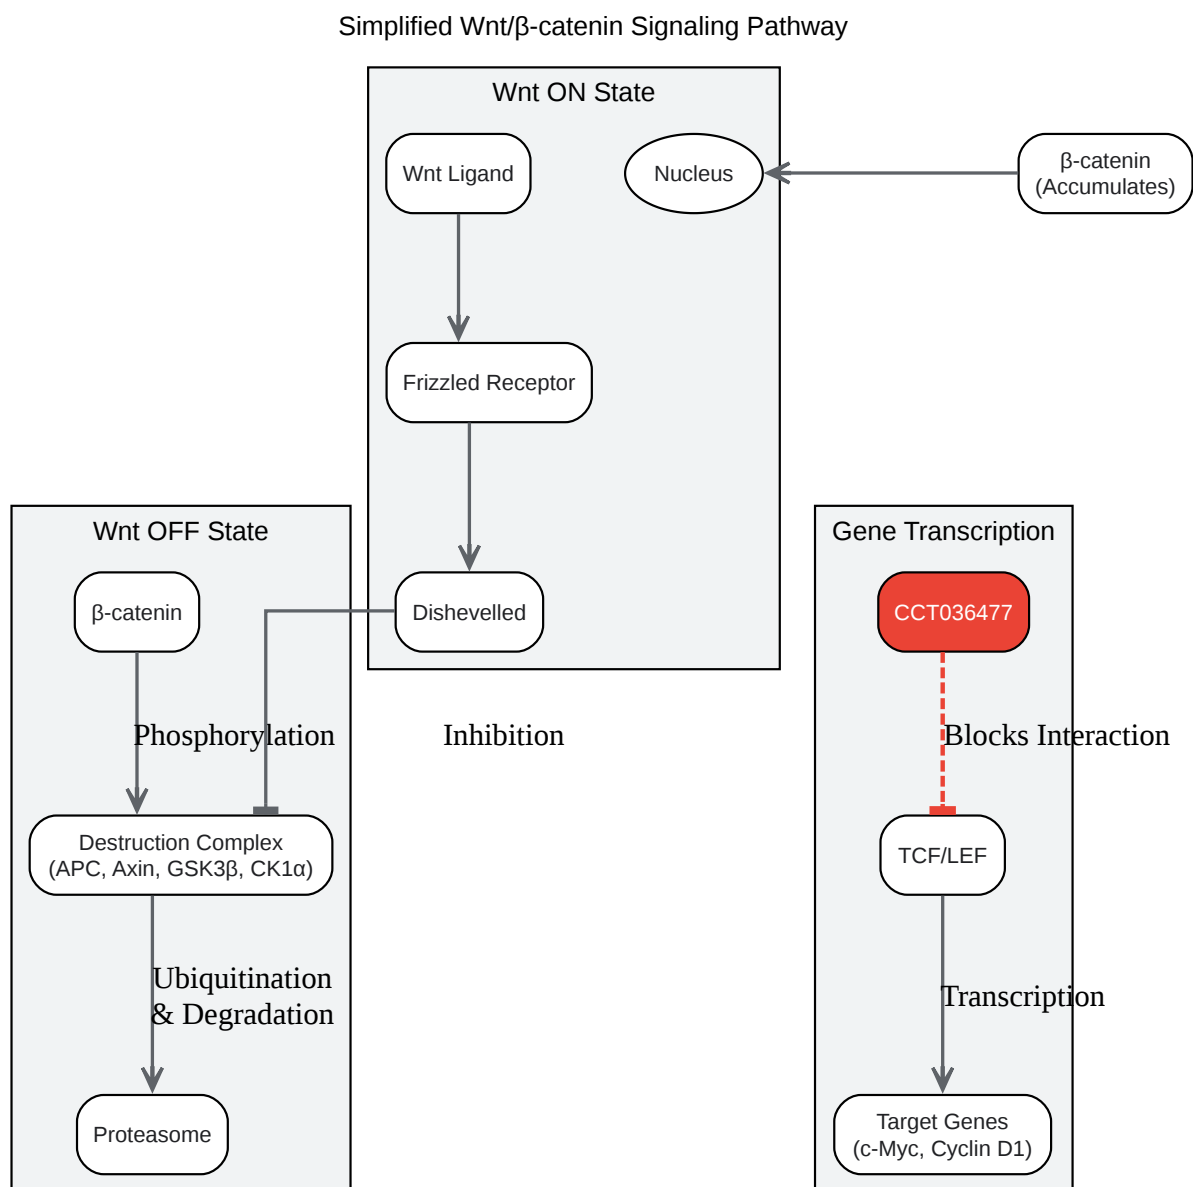 Simplified Wnt/β-catenin Signaling Pathway
Wnt ON State
Wnt Ligand
Nucleus
β-catenin
(Accumulates)
Frizzled Receptor
Wnt OFF State
Gene Transcription
β-catenin
Dishevelled
CCT036477
Phosphorylation
Inhibition
Blocks Interaction
Destruction Complex
(APC, Axin, GSK3β, CK1α)
TCF/LEF
Ubiquitination
& Degradation
Transcription
Proteasome
Target Genes
(c-Myc, Cyclin D1)